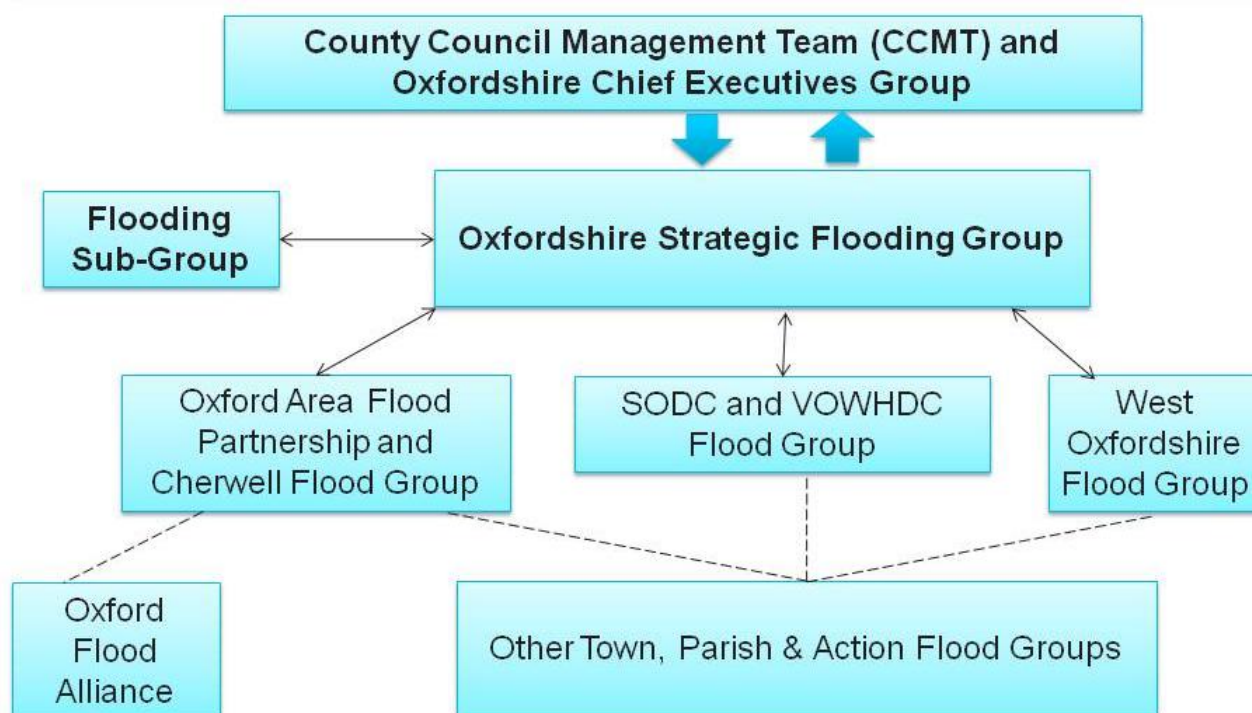 County Council Management Team (CCMT) and
Oxfordshire Chief Executives Group
Flooding
Sub-Group
Oxfordshire Strategic Flooding Group
Oxford Area Flood
Partnership and
Cherwell Flood Group
SODC and VOWHDC
Flood Group
West
Oxfordshire
Flood Group
Oxford
Flood
Alliance
Other Town, Parish & Action Flood Groups